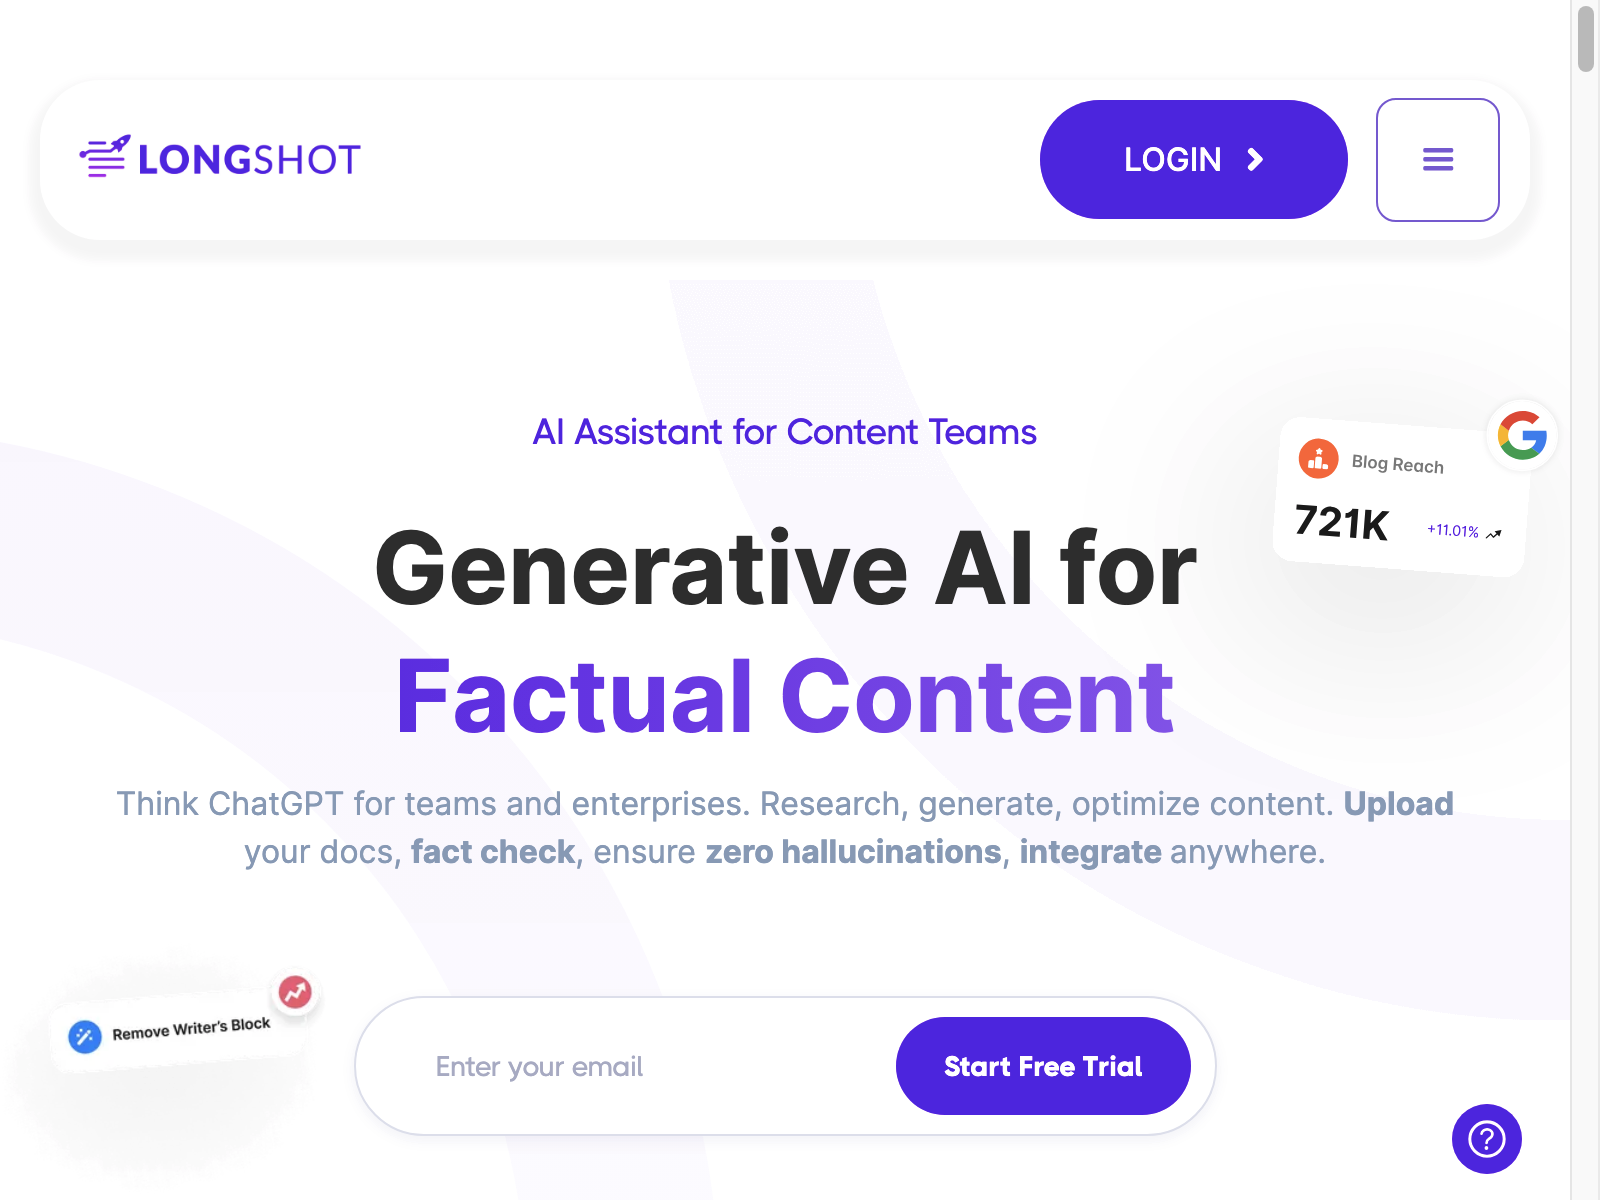 LONGSHOT
LOGIN
AI Assistant for Content Teams
Blog Reach
721K
+11.01%
Generative AI for
Factual Content
Think ChatGPT for teams and enterprises. Research, generate, optimize content. Upload
your docs, fact check, ensure zero hallucinations, integrate anywhere.
Remove Writer's Block
Enter your email
Start Free Trial